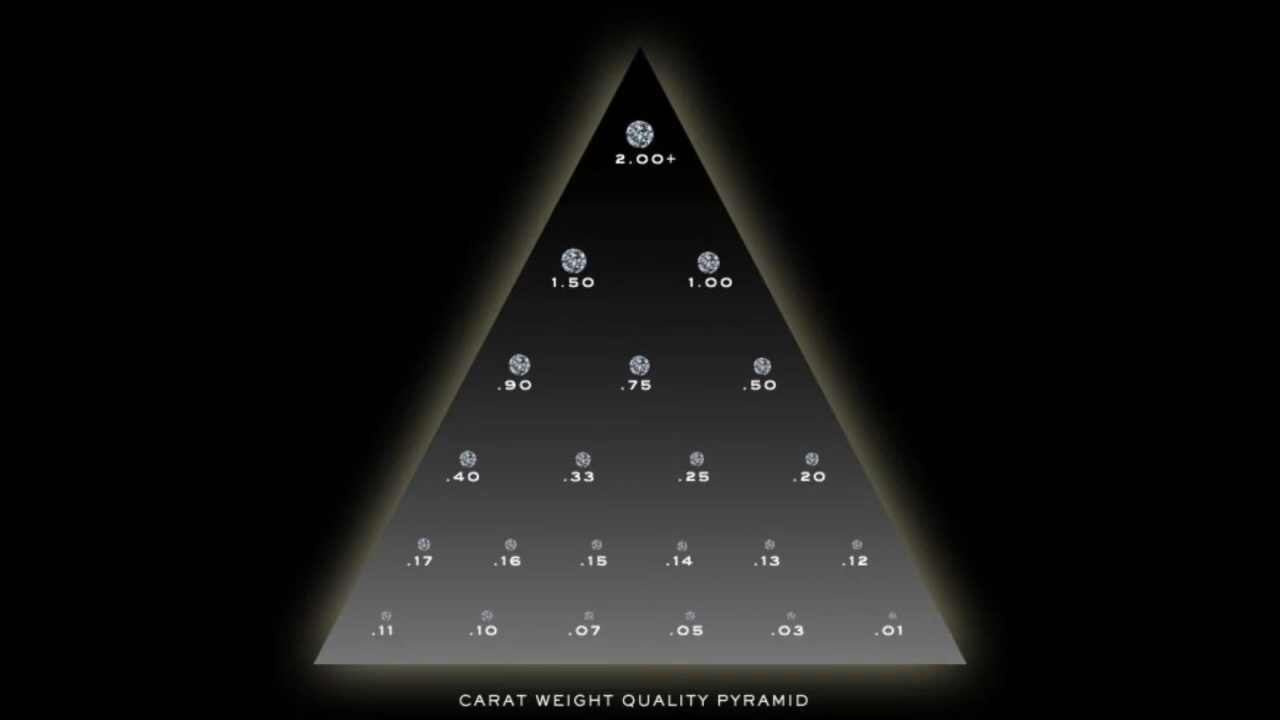 2.00+
1.50 1.00
.90 .75 .50
.40 .33 .25 .20
.17 .16 .15 .14 .13 .12
.11 .10 .07 .05 .03 .01
CARAT WEIGHT QUALITY PYRAMID